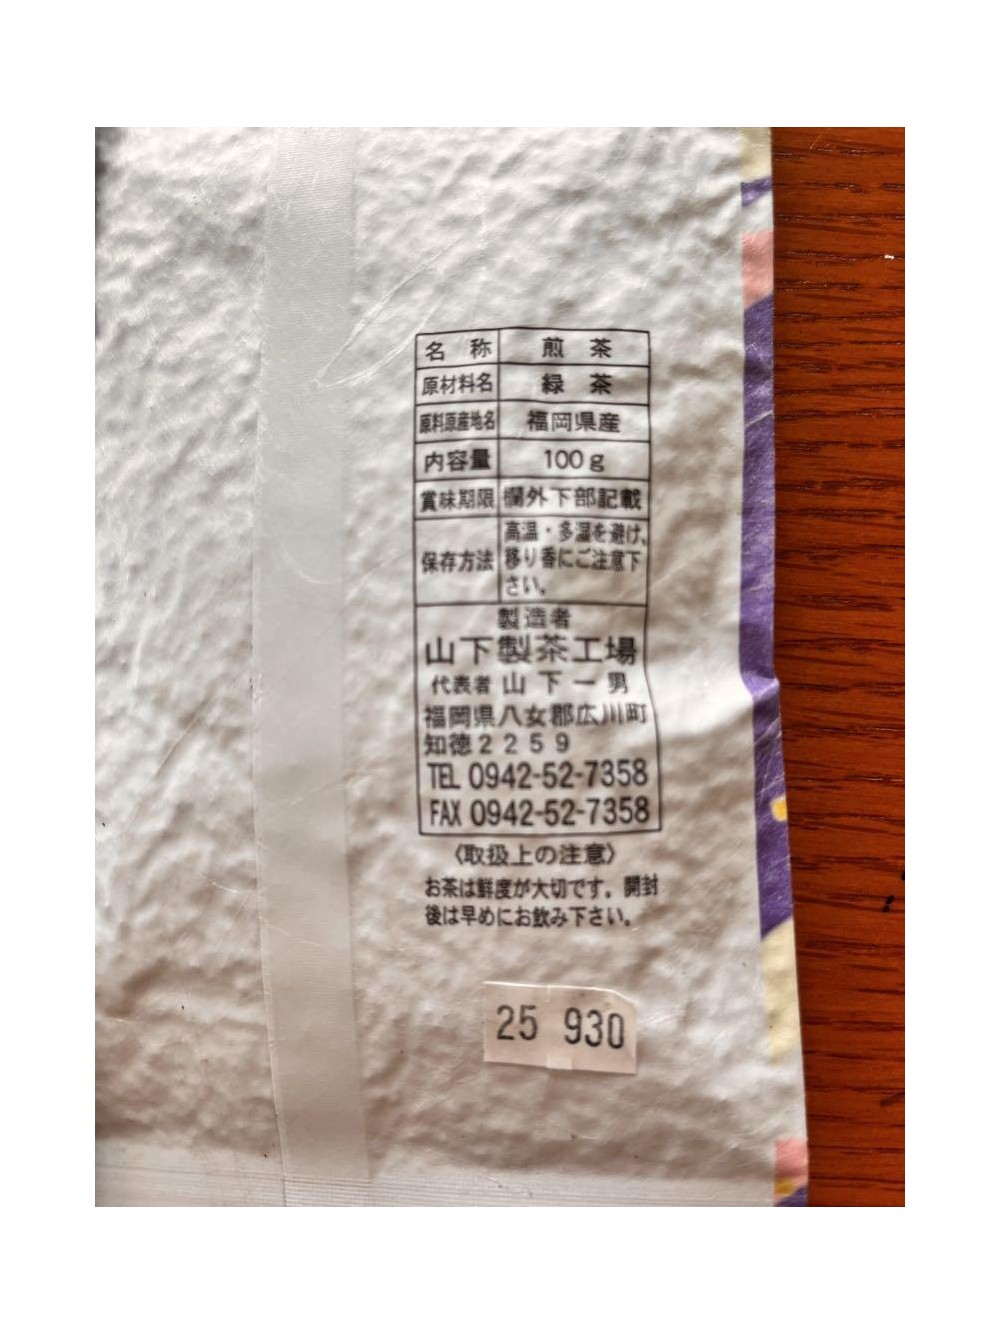 名 称 煎 茶
原材料名 緑 茶
原料原産地名 福岡県産
内容量 100g
賞味期限 欄外下部記載
保存方法 高温・多湿を避け、
移り香にご注意下
さい。
製造者
山下製茶工場
代表者 山下一男
福岡県八女郡広川町
知徳2259
TEL 0942-52-7358
FAX 0942-52-7358
〈取扱上の注意〉
お茶は鮮度が大切です。開封
後は早めにお飲み下さい。
25 930